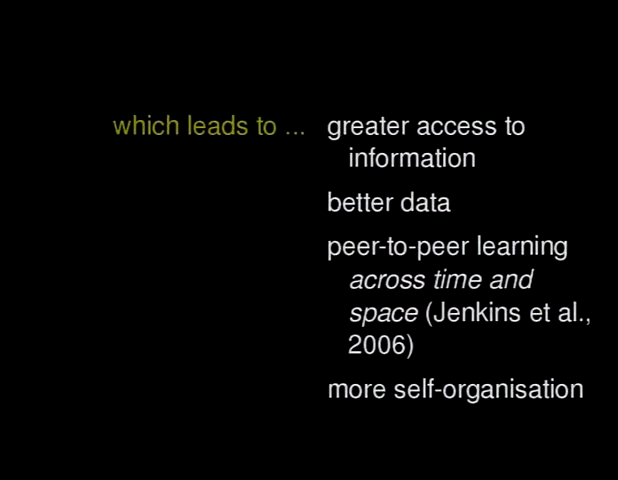 which leads to ... greater access to
information
better data
peer-to-peer learning
across time and
space (Jenkins et al.,
2006)
more self-organisation